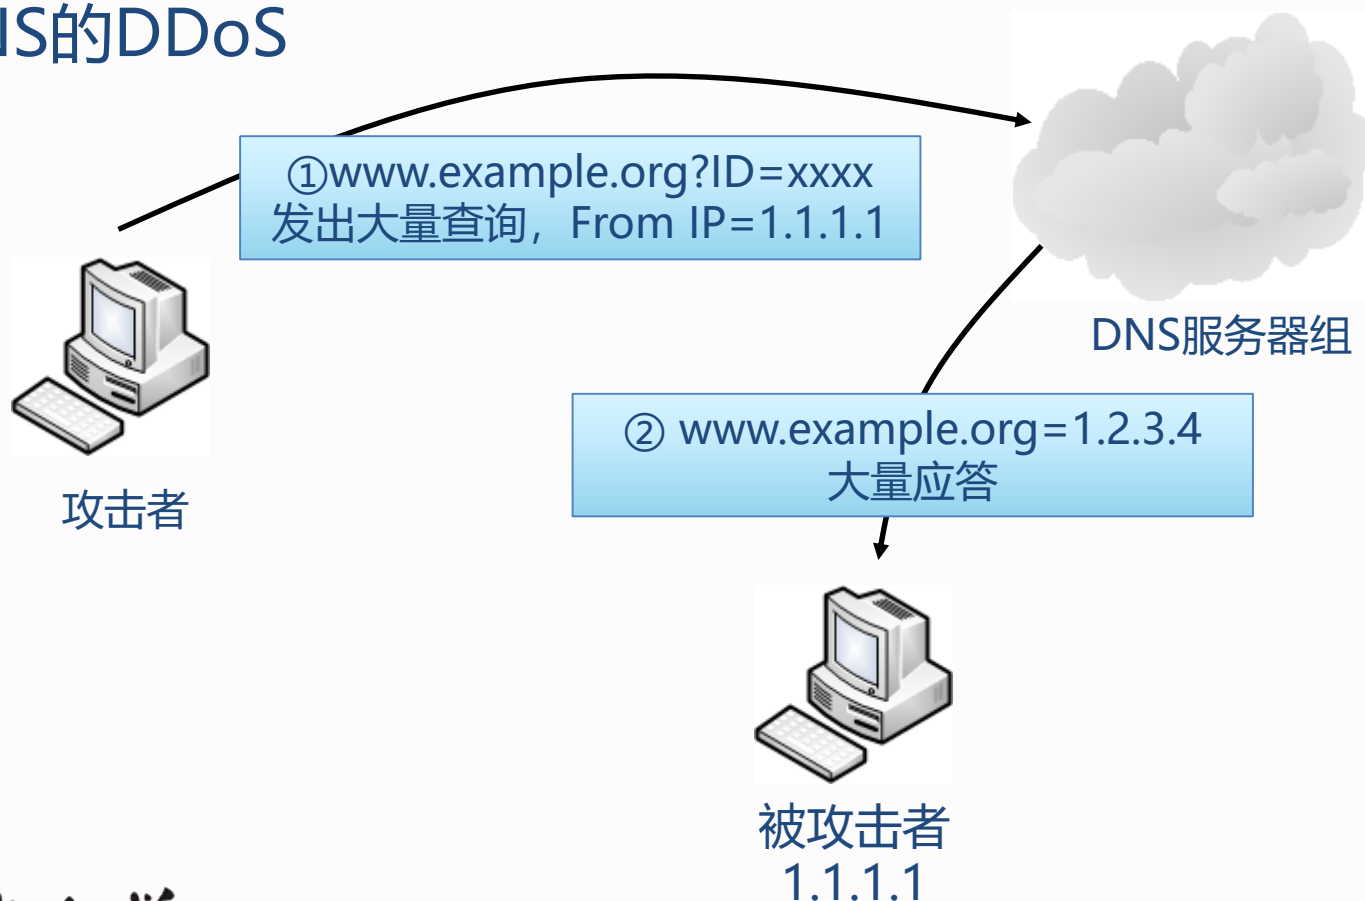 NS的DDoS
①www.example.org?ID=xxxx
发出大量查询，From IP=1.1.1.1
DNS服务器组
② www.example.org=1.2.3.4
大量应答
攻击者
被攻击者
1.1.1.1